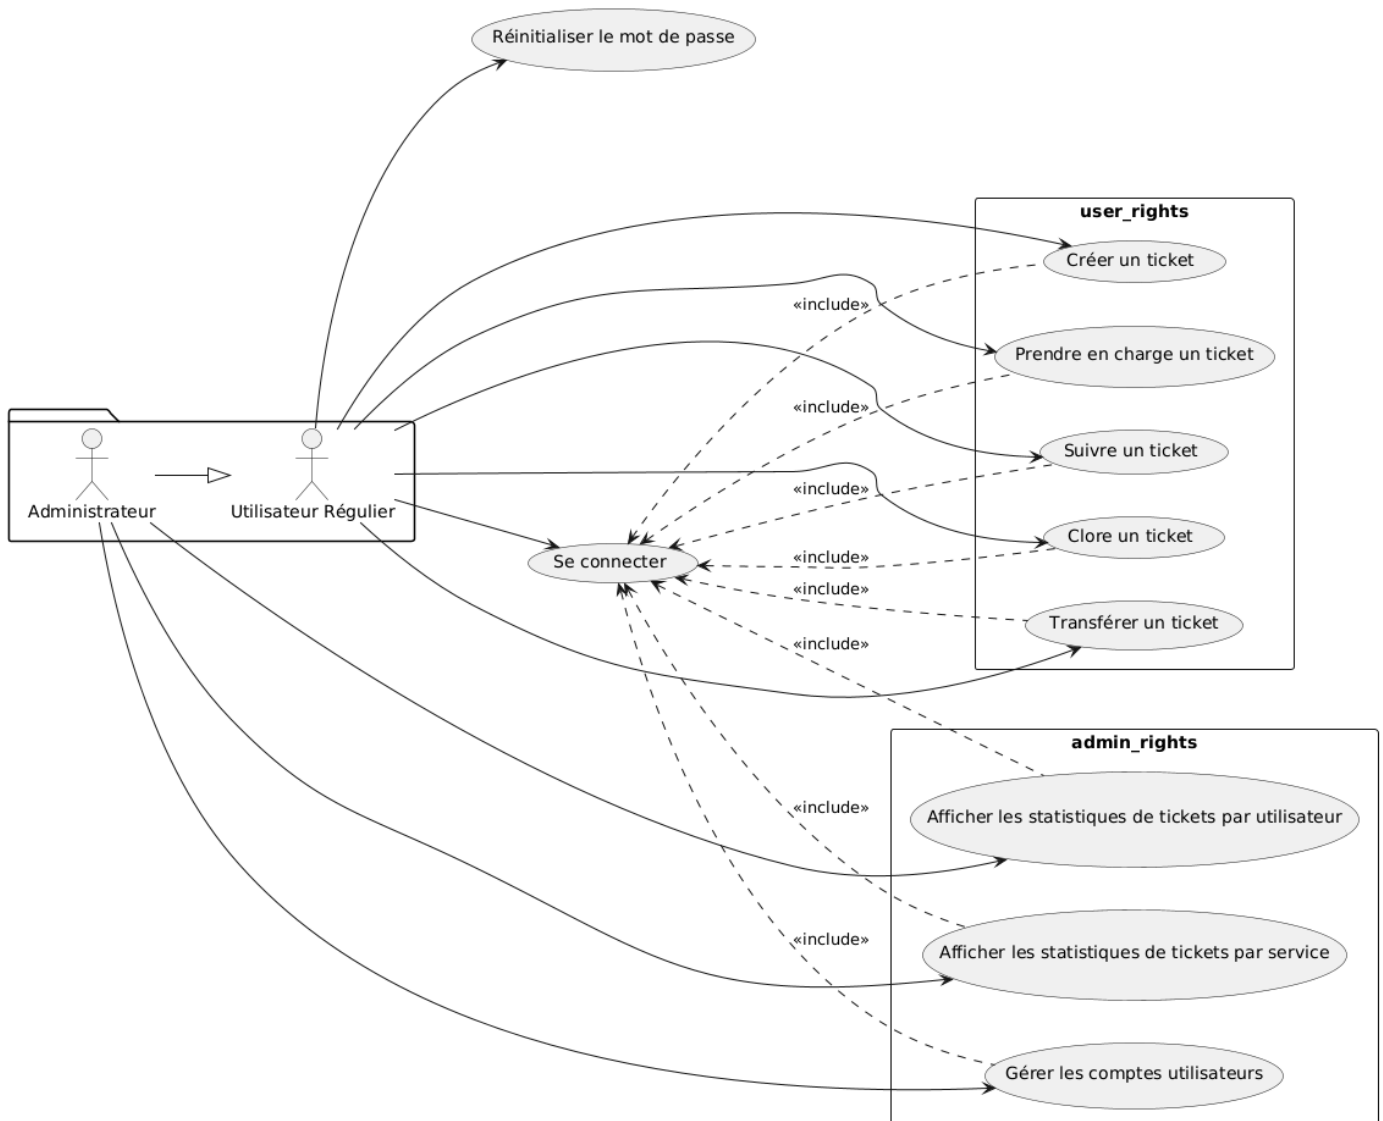 Réinitialiser le mot de passe
user_rights
Créer un ticket
«include»
Prendre en charge un ticket
«include»
Suivre un ticket
«include»
Administrateur
Utilisateur Régulier
Clore un ticket
«include»
Se connecter
«include»
Transférer un ticket
«include»
admin_rights
Afficher les statistiques de tickets par utilisateur
«include»
Afficher les statistiques de tickets par service
«include»
Gérer les comptes utilisateurs